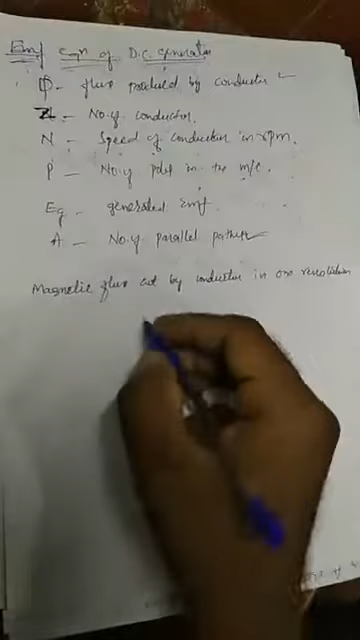 Emf eqn of D.C generator
Φ - flux produced by conductor
Z - No. of conductor.
N - Speed of conductor in rpm.
P - No. of poles in the m/c.
Eg - generated emf.
A - No. of parallel paths
Magnetic flux cut by conductor in one revolution